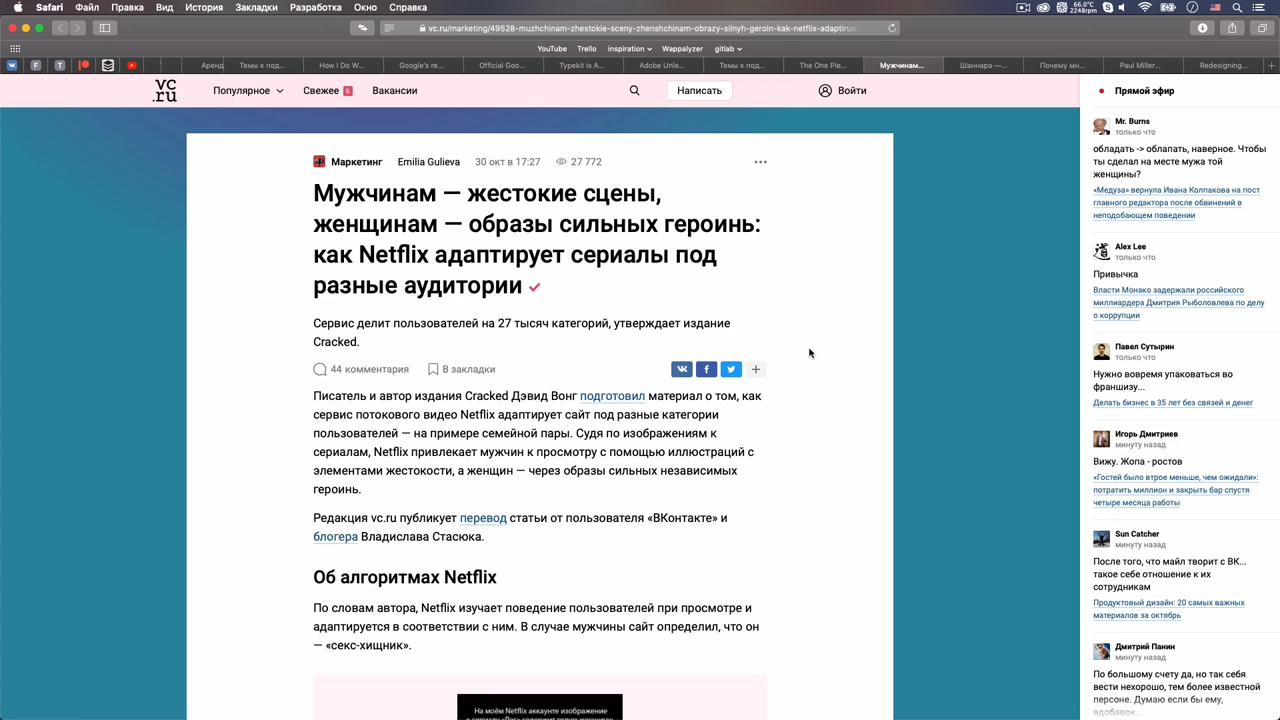 Safari Файл Правка Вид История Закладки Окно Справка
66.0°C
2248rpm
vc.ru/marketing/49528-muzhchinam-zhestokie-sceny-zhenshchinam-obrazy-silnyh-geroin-kak-netflix-adaptirue
YouTube Trello inspiration Wappalyzer gitlab
Аренд Темы к под... How I Do W... Google's re... Official Goo... Typekit is A... Adobe Unle... Темы к под... The One Pie... Мужчинам... Шаннара —... Почему мн... Paul Miller... Redesigning...
vc
.ru
Популярное Свежее 6 Вакансии Написать Войти
Маркетинг Emilia Gulieva 30 окт в 17:27 27 772
Мужчинам — жестокие сцены,
женщинам — образы сильных героинь:
как Netflix адаптирует сериалы под
разные аудитории
Сервис делит пользователей на 27 тысяч категорий, утверждает издание
Cracked.
44 комментария В закладки
Писатель и автор издания Cracked Дэвид Вонг подготовил материал о том, как
сервис потокового видео Netflix адаптирует сайт под разные категории
пользователей — на примере семейной пары. Судя по изображениям к
сериалам, Netflix привлекает мужчин к просмотру с помощью иллюстраций с
элементами жестокости, а женщин — через образы сильных независимых
героинь.
Редакция vc.ru публикует перевод статьи от пользователя «ВКонтакте» и
блогера Владислава Стасюка.
Об алгоритмах Netflix
По словам автора, Netflix изучает поведение пользователей при просмотре и
адаптируется в соответствии с ним. В случае мужчины сайт определил, что он
— «секс-хищник».
На моём Netflix аккаунте изображение
Прямой эфир
Mr. Burns
только что
обладать -> облапать, наверное. Чтобы
ты сделал на месте мужа той
женщины?
«Медуза» вернула Ивана Колпакова на пост
главного редактора после обвинений в
неподобающем поведении
Alex Lee
только что
Привычка
Власти Монако задержали российского
миллиардера Дмитрия Рыболовлева по делу
о коррупции
Павел Сутырин
только что
Нужно вовремя упаковаться во
франшизу...
Делать бизнес в 35 лет без связей и денег
Игорь Дмитриев
минуту назад
Вижу. Жопа - ростов
«Гостей было втрое меньше, чем ожидали»:
потратить миллион и закрыть бар спустя
четыре месяца работы
Sun Catcher
минуту назад
После того, что майл творит с ВК...
такое себе отношение к их
сотрудникам
Продуктовый дизайн: 20 самых важных
материалов за октябрь
Дмитрий Панин
минуту назад
По большому счету да, но так себя
вести нехорошо, тем более известной
персоне. Думаю если бы ему,
вдобавок...